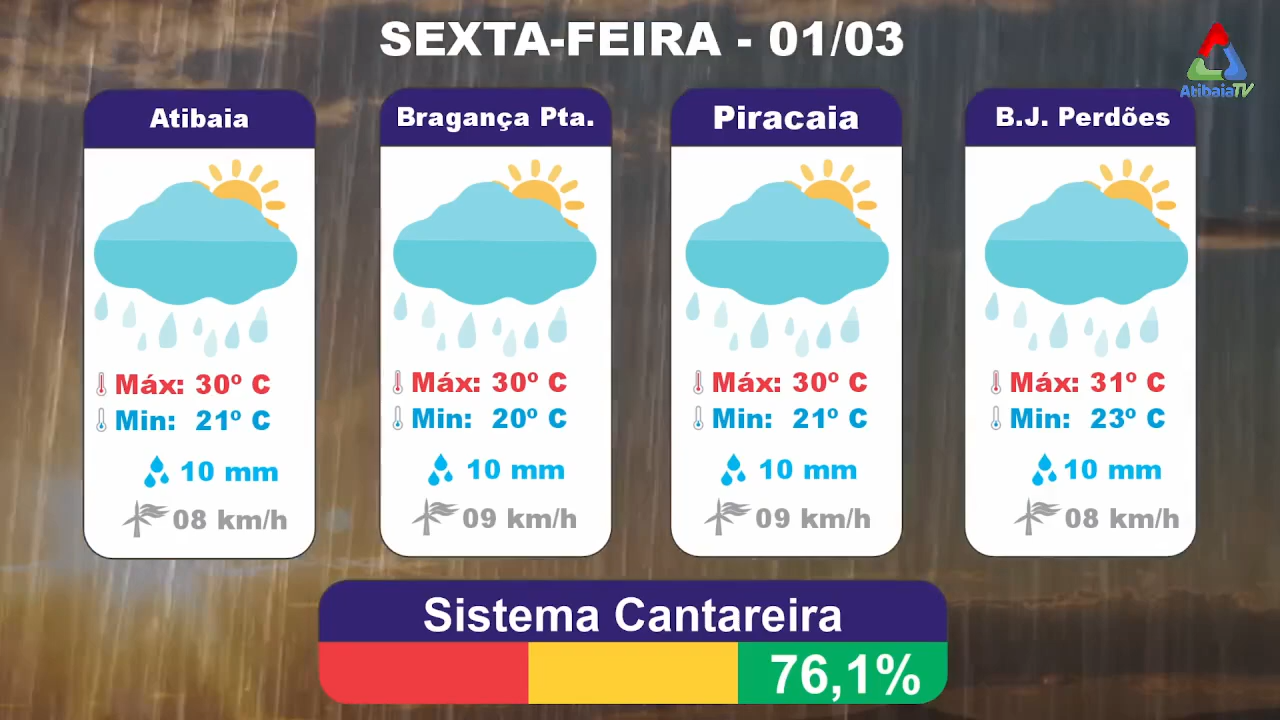 SEXTA-FEIRA - 01/03
AtibaiaTV
Atibaia
Máx: 30º C
Min: 21º C
10 mm
08 km/h
Bragança Pta.
Máx: 30º C
Min: 20º C
10 mm
09 km/h
Piracaia
Máx: 30º C
Min: 21º C
10 mm
09 km/h
B.J. Perdões
Máx: 31º C
Min: 23º C
10 mm
08 km/h
Sistema Cantareira
76,1%